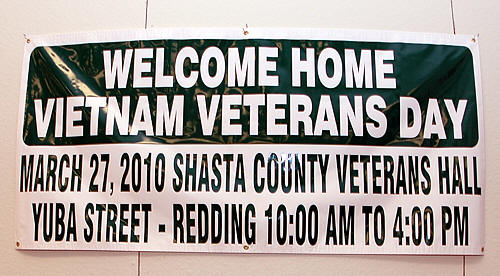 WELCOME HOME
VIETNAM VETERANS DAY
MARCH 27, 2010 SHASTA COUNTY VETERANS HALL
YUBA STREET - REDDING 10:00 AM TO 4:00 PM